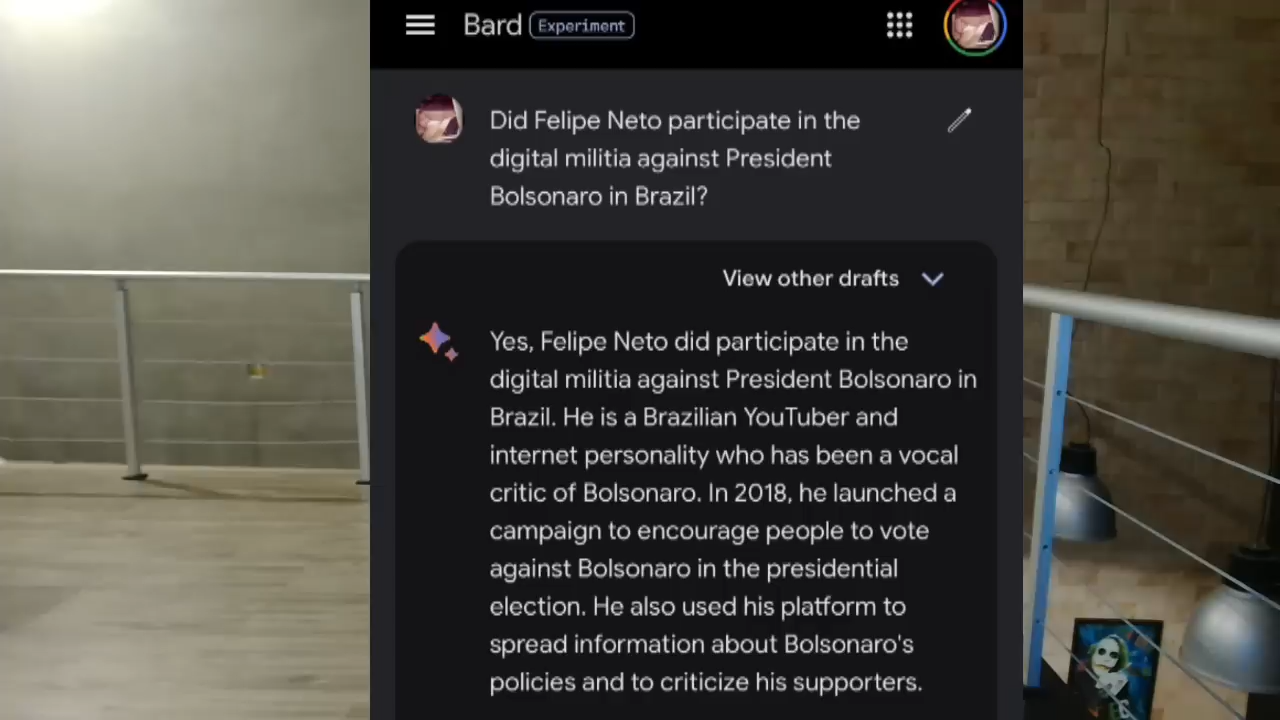 Bard Experiment
Did Felipe Neto participate in the
digital militia against President
Bolsonaro in Brazil?
View other drafts
Yes, Felipe Neto did participate in the
digital militia against President Bolsonaro in
Brazil. He is a Brazilian YouTuber and
internet personality who has been a vocal
critic of Bolsonaro. In 2018, he launched a
campaign to encourage people to vote
against Bolsonaro in the presidential
election. He also used his platform to
spread information about Bolsonaro's
policies and to criticize his supporters.